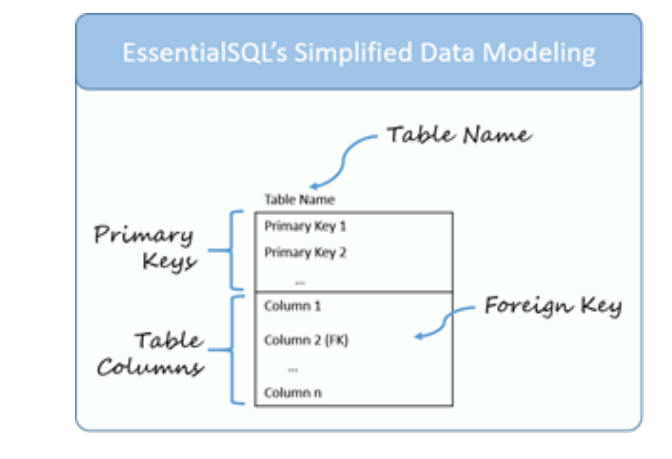 EssentialSQL's Simplified Data Modeling
Table Name
Table Name
Primary
Keys
Primary Key 1
Primary Key 2
...
Table
Columns
Column 1
Column 2 (FK)
...
Column n
Foreign Key